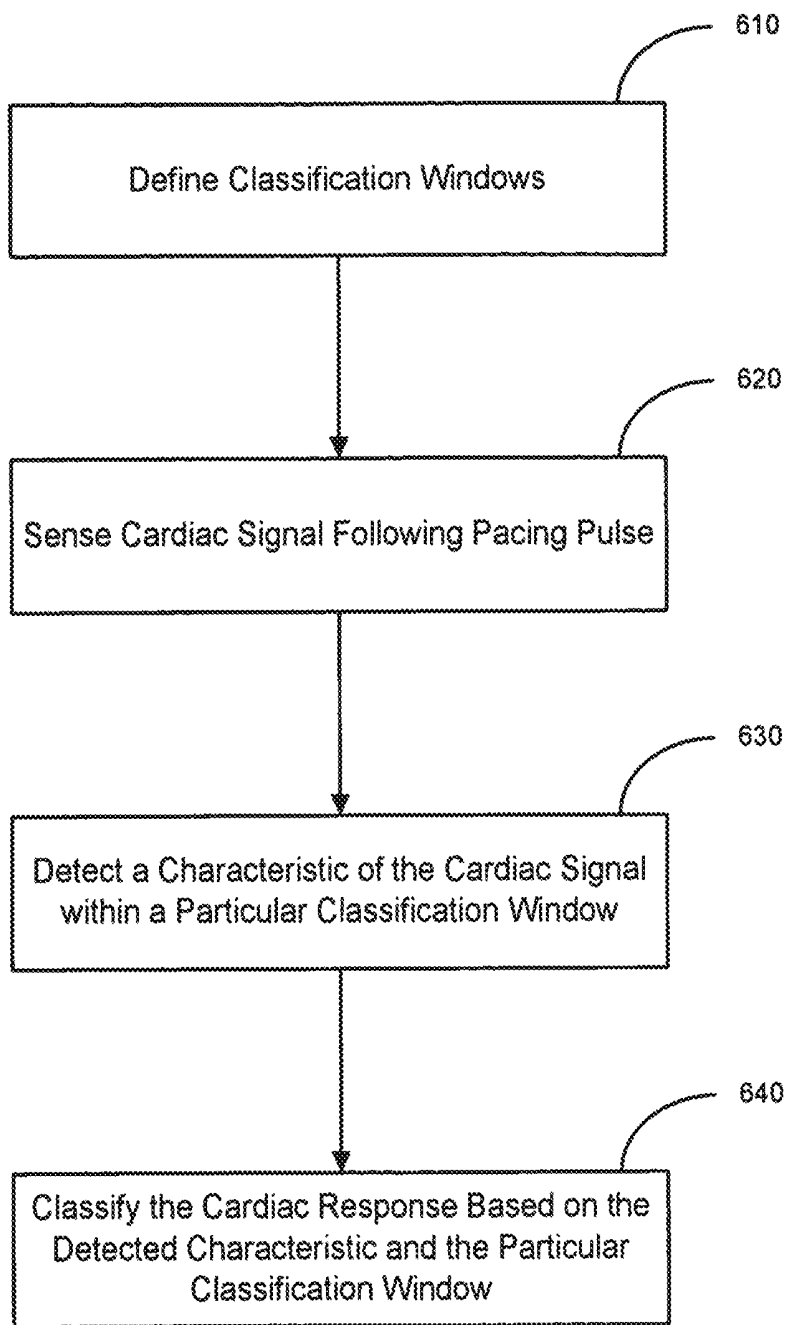 610
Define Classification Windows
620
Sense Cardiac Signal Following Pacing Pulse
630
Detect a Characteristic of the Cardiac Signal
within a Particular Classification Window
640
Classify the Cardiac Response Based on the
Detected Characteristic and the Particular
Classification Window